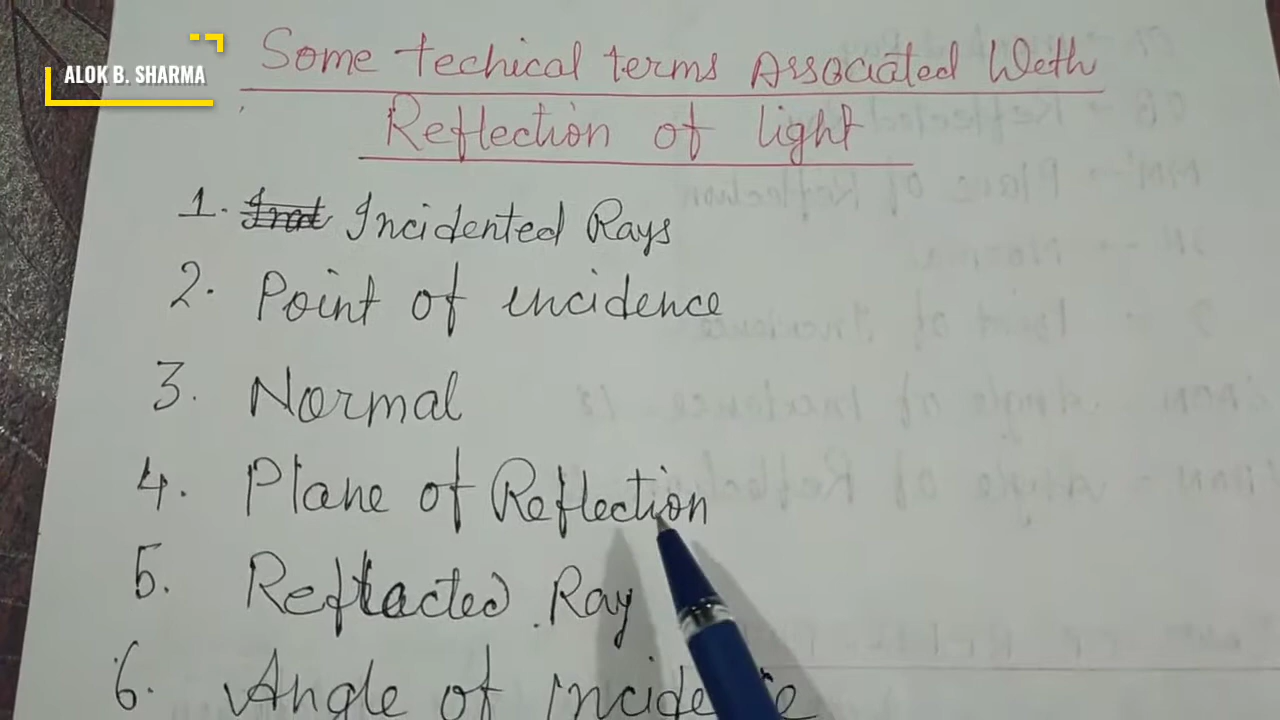 ALOK B. SHARMA
Some techical terms Associated With
Reflection of light
1. Incidented Rays
2. Point of incidence
3. Normal
4. Plane of Reflection
5. Reflacted Ray
6. Angle of